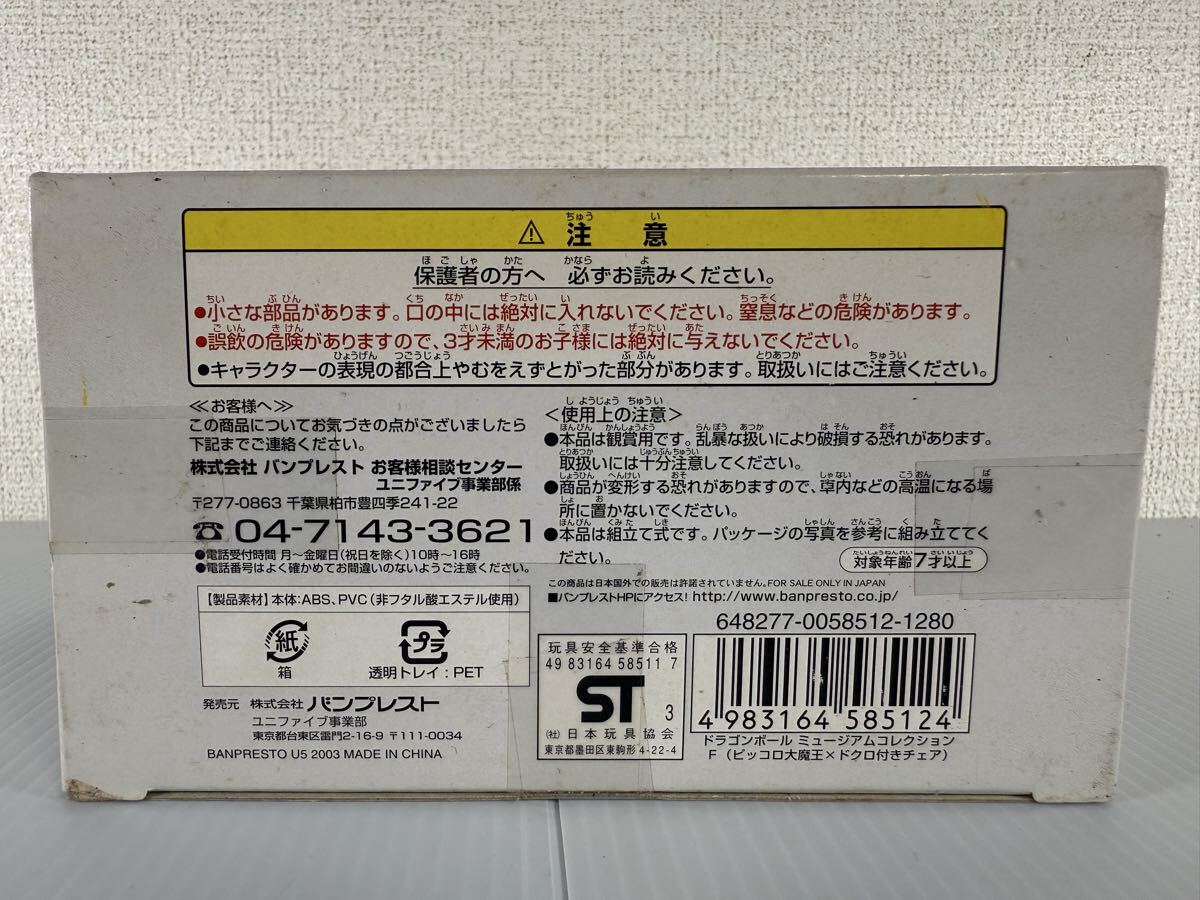 ⚠ 注意
保護者の方へ 必ずお読みください。
●小さな部品があります。口の中には絶対に入れないでください。窒息などの危険があります。
●誤飲の危険がありますので、3才未満のお子様には絶対に与えないでください。
●キャラクターの表現の都合上やむをえずとがった部分があります。取扱いにはご注意ください。
≪お客様へ≫
この商品についてお気づきの点がございましたら
下記までご連絡ください。
株式会社 バンプレスト お客様相談センター
ユニファイブ事業部係
〒277-0863 千葉県柏市豊四季241-22
☎ 04-7143-3621
●電話受付時間 月〜金曜日(祝日を除く)10時〜16時
●電話番号はよく確かめてお間違いのないようご注意ください。
<使用上の注意>
●本品は観賞用です。乱暴な扱いにより破損する恐れがあります。
取扱いには十分注意してください。
●商品が変形する恐れがありますので、車内などの高温になる場
所に置かないでください。
●本品は組立て式です。パッケージの写真を参考に組み立ててく
ださい。
対象年齢7才以上
この商品は日本国外での販売は許諾されていません。FOR SALE ONLY IN JAPAN
■バンプレストHPにアクセス! http://www.banpresto.co.jp/
【製品素材】本体:ABS、PVC(非フタル酸エステル使用)
紙
箱
プラ
透明トレイ:PET
発売元 株式会社 バンプレスト
ユニファイブ事業部
東京都台東区雷門2-16-9 〒111-0034
BANPRESTO U5 2003 MADE IN CHINA
玩具安全基準合格
49 83164 58511 7
ST 3
(社)日本玩具協会
東京都墨田区東駒形4-22-4
648277-0058512-1280
4 983164 585124
ドラゴンボール ミュージアムコレクション
F (ピッコロ大魔王×ドクロ付きチェア)